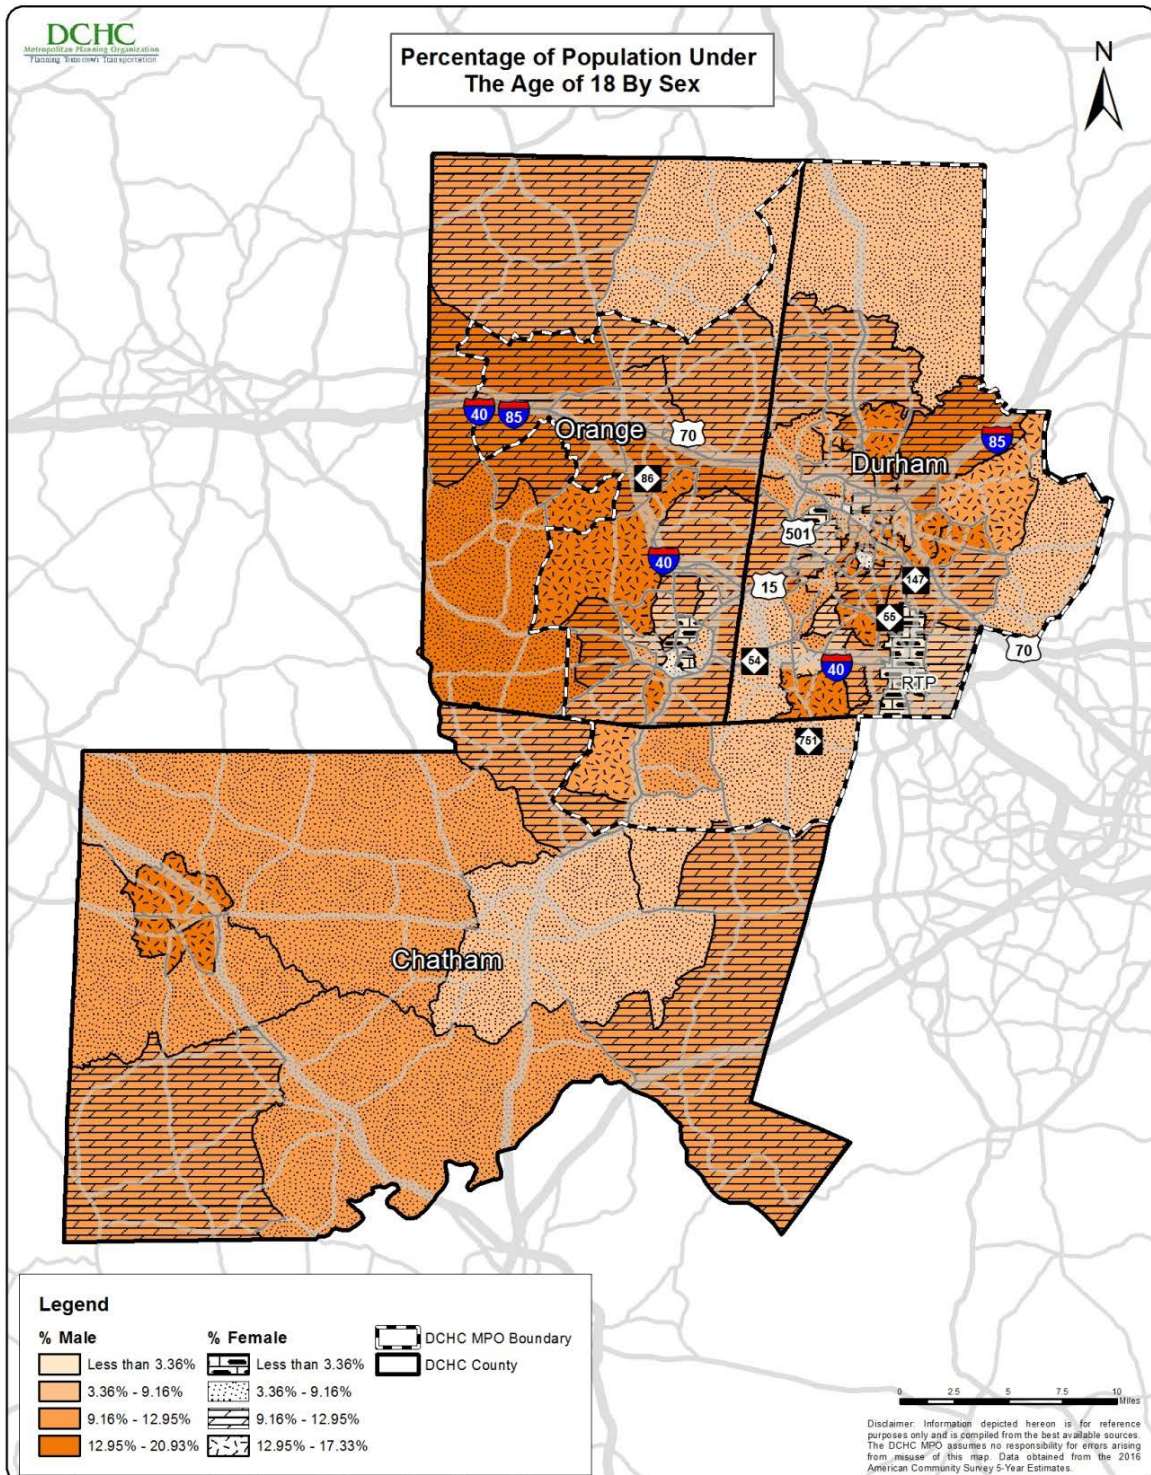 DCHC
Metropolitan Planning Organization
Planning Tomorrow's Transportation
Percentage of Population Under
The Age of 18 By Sex
N
40
85
Orange
70
86
Durham
85
501
40
15
147
55
54
40
RTP
70
751
Chatham
Legend
% Male
% Female
Less than 3.36%
Less than 3.36%
DCHC MPO Boundary
3.36% - 9.16%
3.36% - 9.16%
DCHC County
9.16% - 12.95%
9.16% - 12.95%
12.95% - 20.93%
12.95% - 17.33%
0 2.5 5 7.5 10
Miles
Disclaimer: Information depicted hereon is for reference
purposes only and is compiled from the best available sources.
The DCHC MPO assumes no responsibility for errors arising
from misuse of this map. Data obtained from the 2016
American Community Survey 5-Year Estimates.